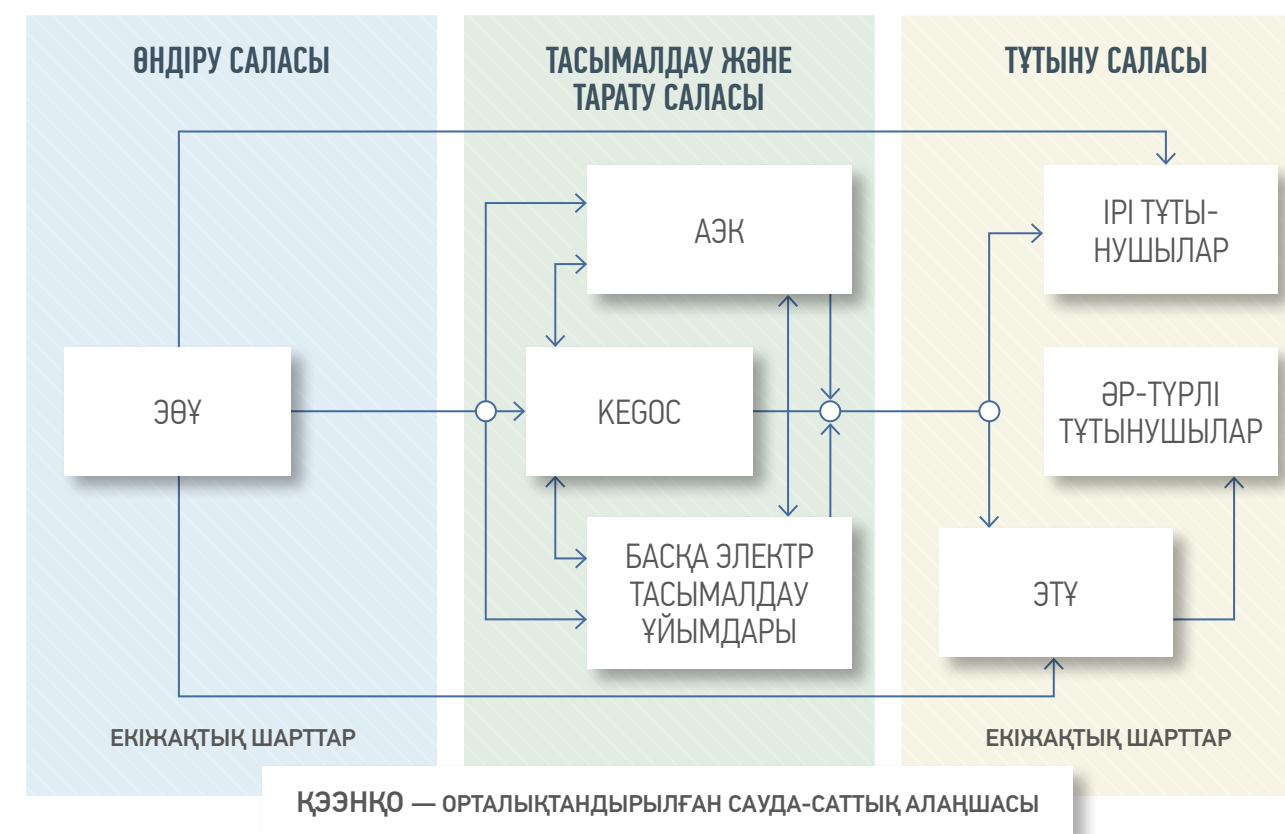 ӨНДІРУ САЛАСЫ
ТАСЫМАЛДАУ ЖӘНЕ
ТАРАТУ САЛАСЫ
ТҰТЫНУ САЛАСЫ
АЭК
ІРІ ТҰТЫ-
НУШЫЛАР
ЭӨҰ
KEGOC
ӘР-ТҮРЛІ
ТҰТЫНУШЫЛАР
БАСҚА ЭЛЕКТР
ТАСЫМАЛДАУ
ҰЙЫМДАРЫ
ЭТҰ
ЕКІЖАҚТЫҚ ШАРТТАР
ЕКІЖАҚТЫҚ ШАРТТАР
ҚЭЭНҚО — ОРТАЛЫҚТАНДЫРЫЛҒАН САУДА-САТТЫҚ АЛАҢШАСЫ